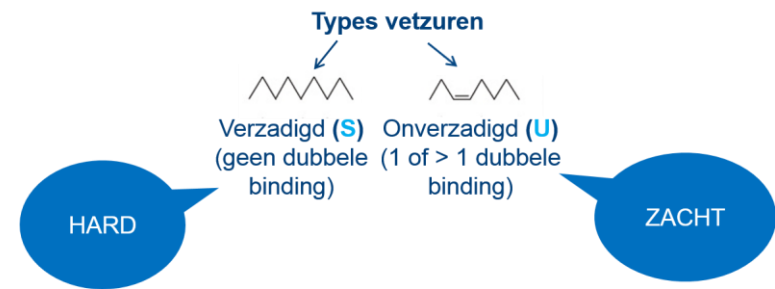 Types vetzuren
Verzadigd (S)
(geen dubbele
binding)
Onverzadigd (U)
(1 of > 1 dubbele
binding)
HARD
ZACHT